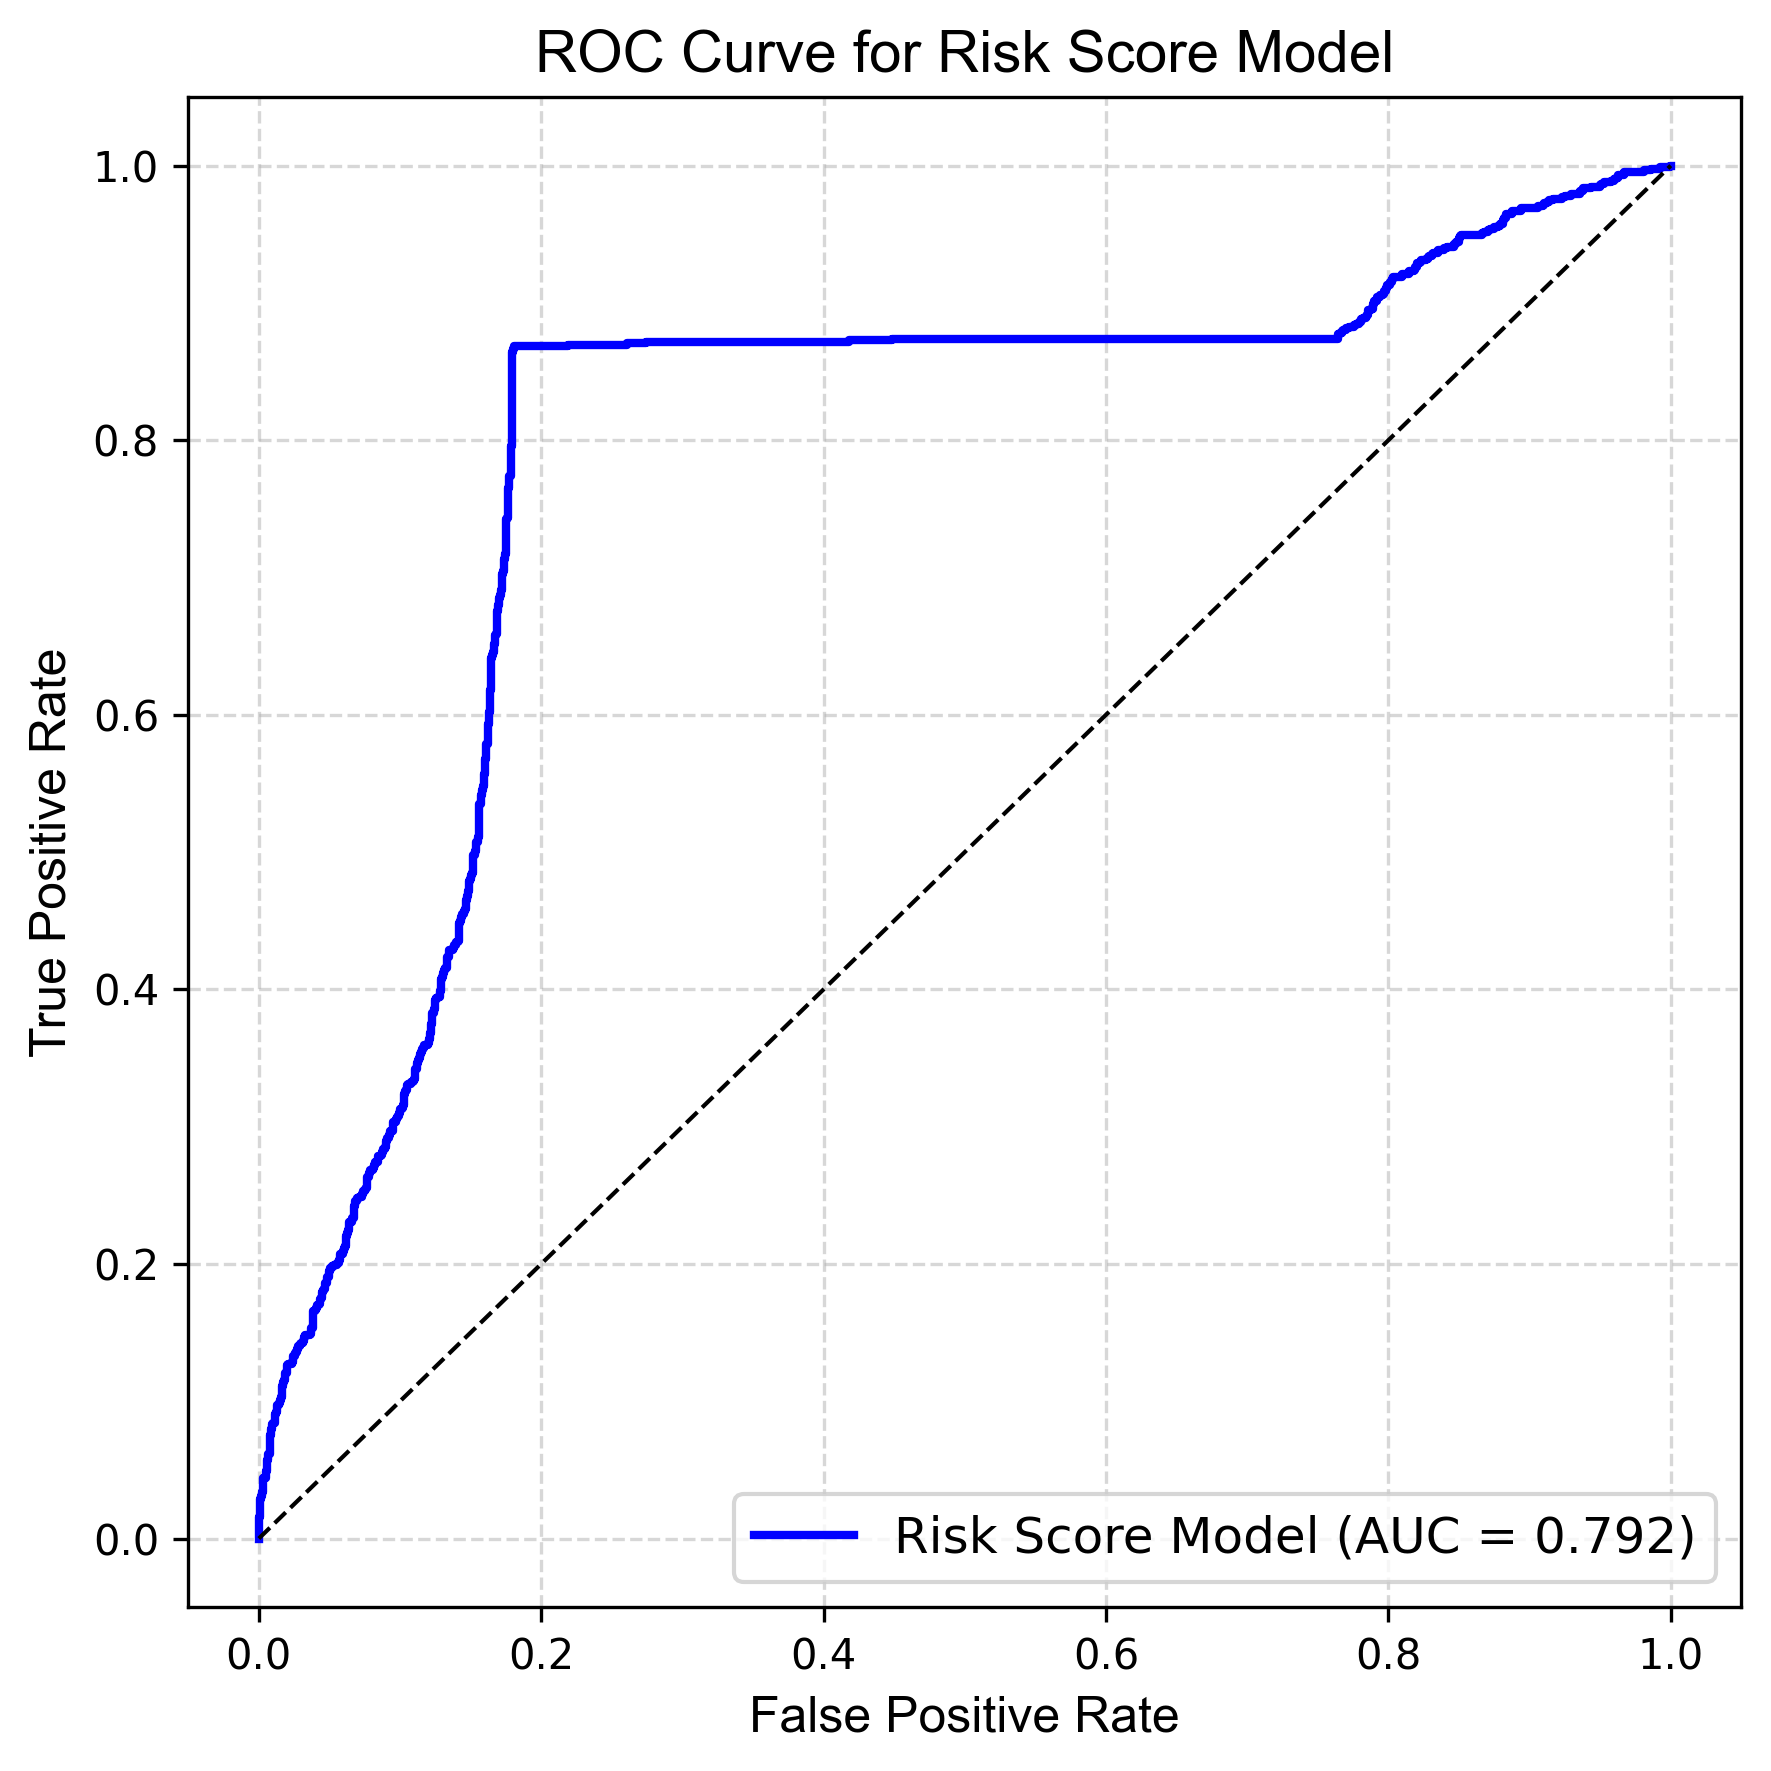 ROC Curve for Risk Score Model
True Positive Rate
1.0
0.8
0.6
0.4
0.2
0.0
Risk Score Model (AUC = 0.792)
0.0 0.2 0.4 0.6 0.8 1.0
False Positive Rate